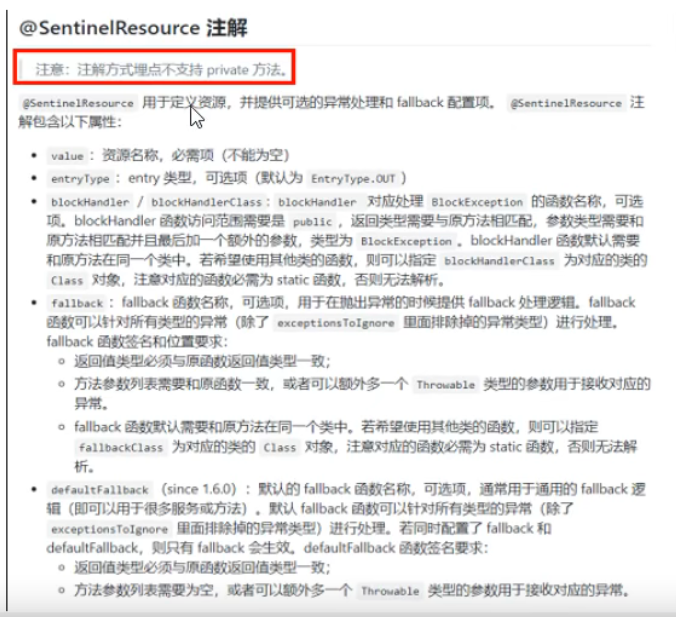 @SentinelResource 注解
注意：注解方式埋点不支持 private 方法。
@SentinelResource 用于定义资源，并提供可选的异常处理和 fallback 配置项。 @SentinelResource 注
解包含以下属性：
• value ：资源名称，必需项（不能为空）
• entryType ：entry 类型，可选项（默认为 EntryType.OUT ）
• blockHandler / blockHandlerClass : blockHandler 对应处理 BlockException 的函数名称，可选
项。blockHandler 函数访问范围需要是 public ，返回类型需要与原方法相匹配，参数类型需要和
原方法相匹配并且最后加一个额外的参数，类型为 BlockException 。blockHandler 函数默认需要
和原方法在同一个类中。若希望使用其他类的函数，则可以指定 blockHandlerClass 为对应的类的
Class 对象，注意对应的函数必需为 static 函数，否则无法解析。
• fallback ：fallback 函数名称，可选项，用于在抛出异常的时候提供 fallback 处理逻辑。fallback
函数可以针对所有类型的异常（除了 exceptionsToIgnore 里面排除掉的异常类型）进行处理。
fallback 函数签名和位置要求：
◦ 返回值类型必须与原函数返回值类型一致；
◦ 方法参数列表需要和原函数一致，或者可以额外多一个 Throwable 类型的参数用于接收对应的
异常。
◦ fallback 函数默认需要和原方法在同一个类中。若希望使用其他类的函数，则可以指定
fallbackClass 为对应的类的 Class 对象，注意对应的函数必需为 static 函数，否则无法解
析。
• defaultFallback （since 1.6.0）：默认的 fallback 函数名称，可选项，通常用于通用的 fallback 逻
辑（即可以用于很多服务或方法）。默认 fallback 函数可以针对所有类型的异常（除了
exceptionsToIgnore 里面排除掉的异常类型）进行处理。若同时配置了 fallback 和
defaultFallback，则只有 fallback 会生效。defaultFallback 函数签名要求：
◦ 返回值类型必须与原函数返回值类型一致；
◦ 方法参数列表需要为空，或者可以额外多一个 Throwable 类型的参数用于接收对应的异常。